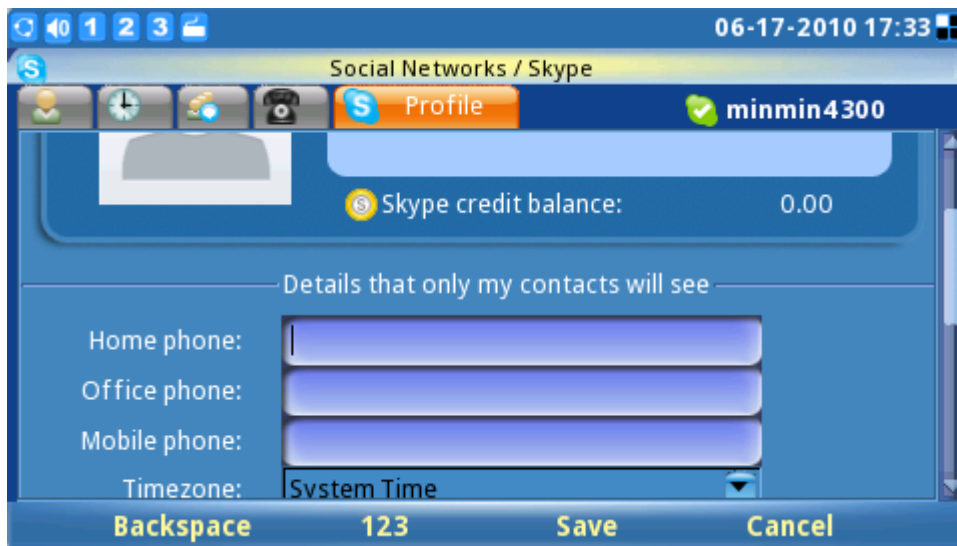 1 2 3 06-17-2010 17:33
Social Networks / Skype
Profile minmin4300
Skype credit balance: 0.00
Details that only my contacts will see
Home phone:
Office phone:
Mobile phone:
Timezone: System Time
Backspace 123 Save Cancel